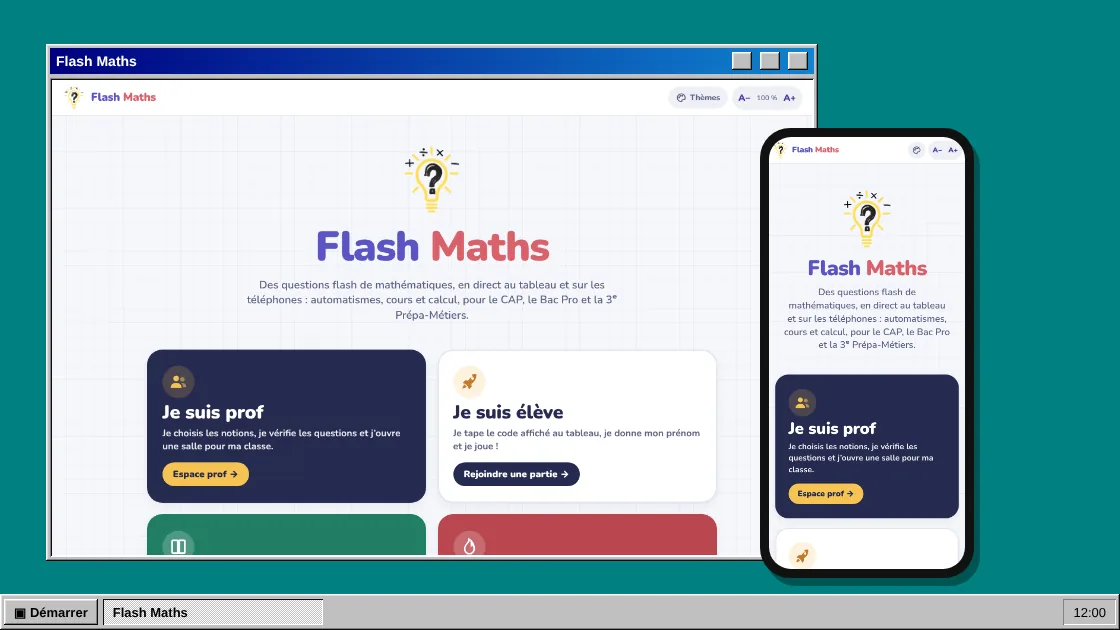 Flash Maths
Flash Maths
Thèmes
A− 100 % A+
Flash Maths
Des questions flash de mathématiques, en direct au tableau et sur les
téléphones : automatismes, cours et calcul, pour le CAP, le Bac Pro et la 3ᵉ
Prépa-Métiers.
Je suis prof
Je choisis les notions, je vérifie les questions et j'ouvre
une salle pour ma classe.
Espace prof →
Je suis élève
Je tape le code affiché au tableau, je donne mon prénom
et je joue !
Rejoindre une partie →
Flash Maths
A− A+
Flash Maths
Des questions flash de
mathématiques, en direct au tableau
et sur les téléphones : automatismes,
cours et calcul, pour le CAP, le Bac Pro
et la 3ᵉ Prépa-Métiers.
Je suis prof
Je choisis les notions, je vérifie les
questions et j'ouvre une salle pour ma
classe.
Espace prof →
Démarrer
Flash Maths
12:00